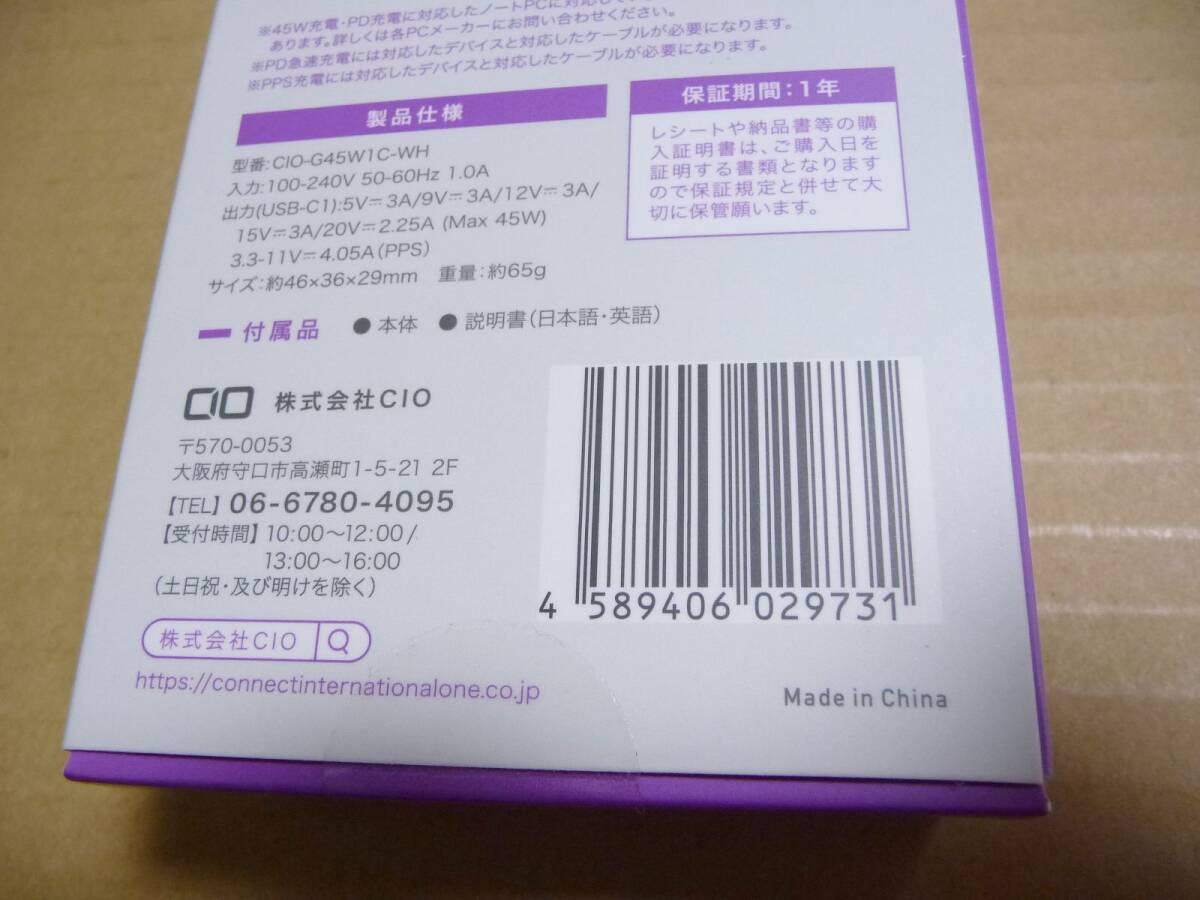 ※45W充電・PD充電に対応したノートPCに対応してい
あります。詳しくは各PCメーカーにお問い合わせください。
※PD急速充電には対応したデバイスと対応したケーブルが必要になります。
※PPS充電には対応したデバイスと対応したケーブルが必要になります。
製品仕様
型番:CIO-G45W1C-WH
入力:100-240V 50-60Hz 1.0A
出力(USB-C1):5V⎓3A/9V⎓3A/12V⎓3A/
15V⎓3A/20V⎓2.25A (Max 45W)
3.3-11V⎓4.05A(PPS)
サイズ:約46×36×29mm 重量:約65g
保証期間:1年
レシートや納品書等の購
入証明書は、ご購入日を
証明する書類となります
ので保証規定と併せて大
切に保管願います。
付属品 ●本体 ●説明書(日本語・英語)
CIO 株式会社CIO
〒570-0053
大阪府守口市高瀬町1-5-21 2F
【TEL】06-6780-4095
【受付時間】10:00〜12:00/
13:00〜16:00
(土日祝・及び明けを除く)
株式会社CIO
https://connectinternationalone.co.jp
4 589406 029731
Made in China